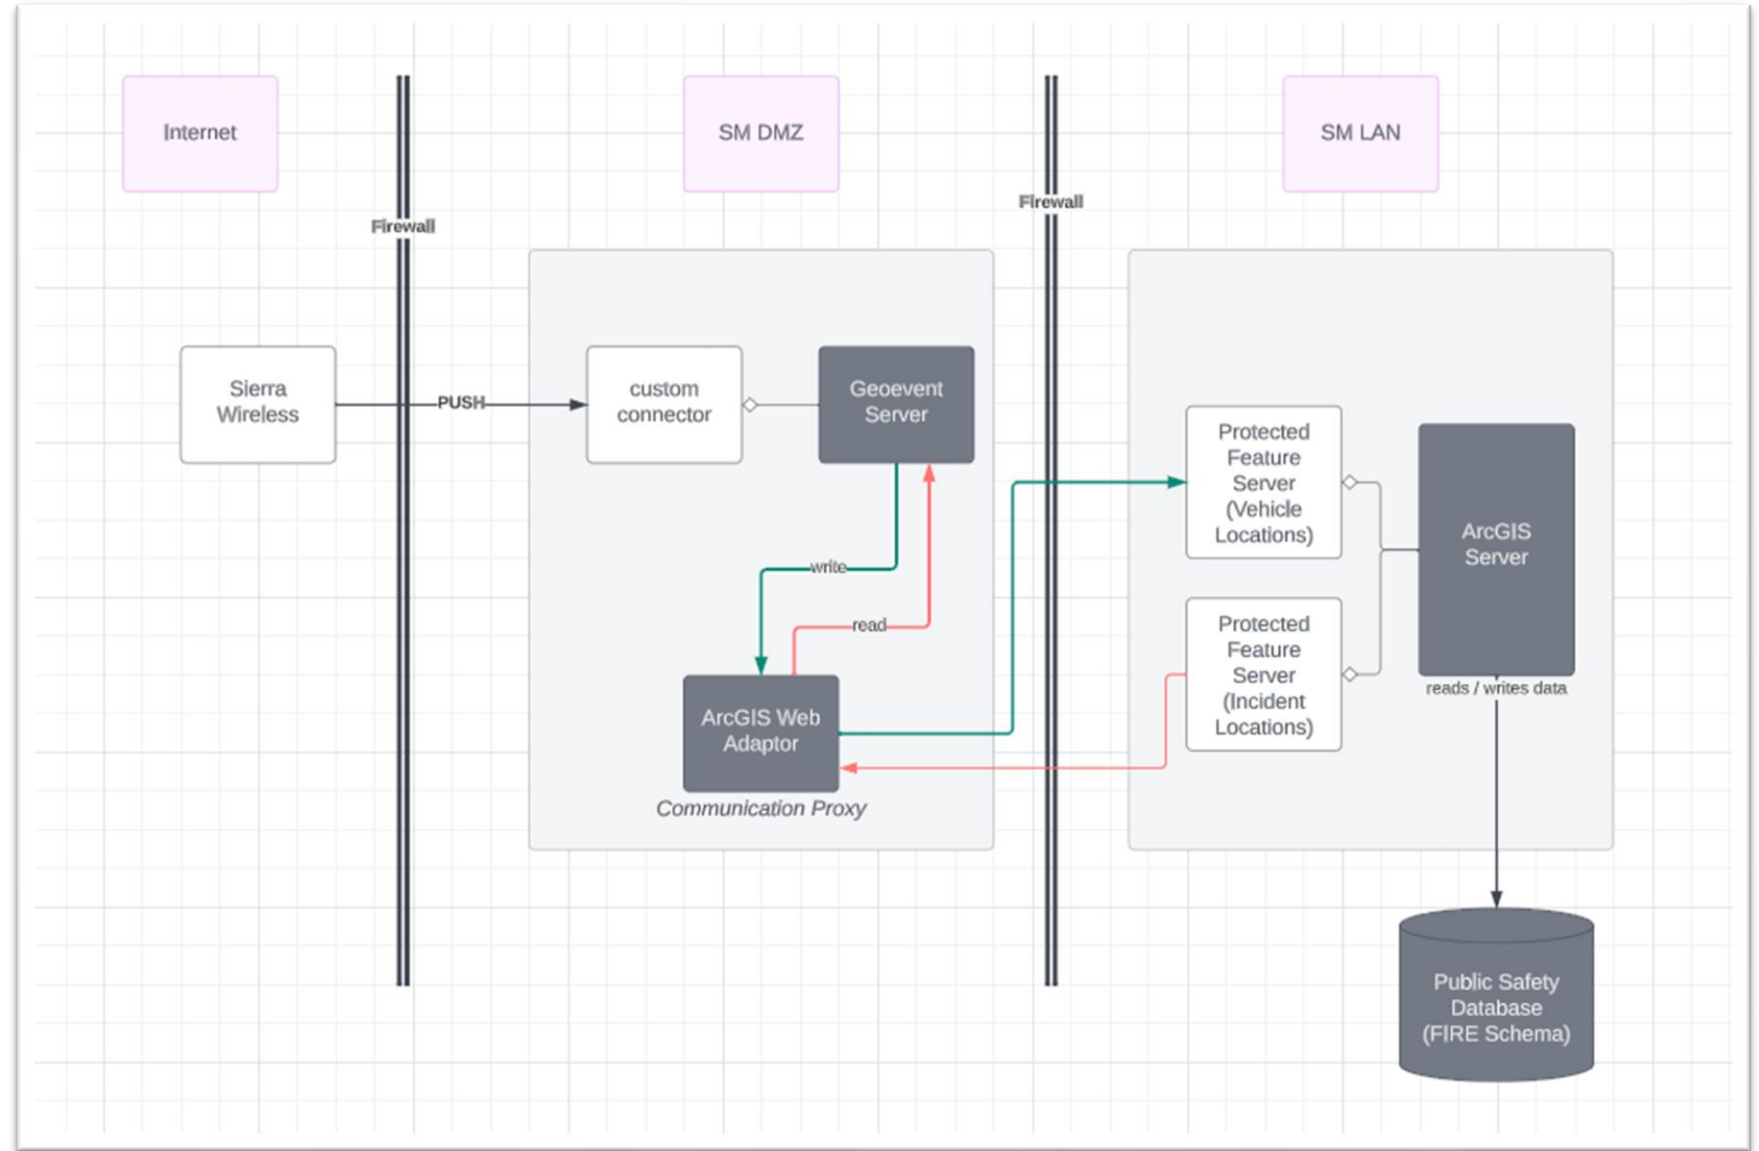 Internet
SM DMZ
SM LAN
Firewall
Firewall
Sierra
Wireless
PUSH
custom
connector
Geoevent
Server
write
read
ArcGIS Web
Adaptor
Communication Proxy
Protected
Feature
Server
(Vehicle
Locations)
Protected
Feature
Server
(Incident
Locations)
ArcGIS
Server
reads / writes data
Public Safety
Database
(FIRE Schema)